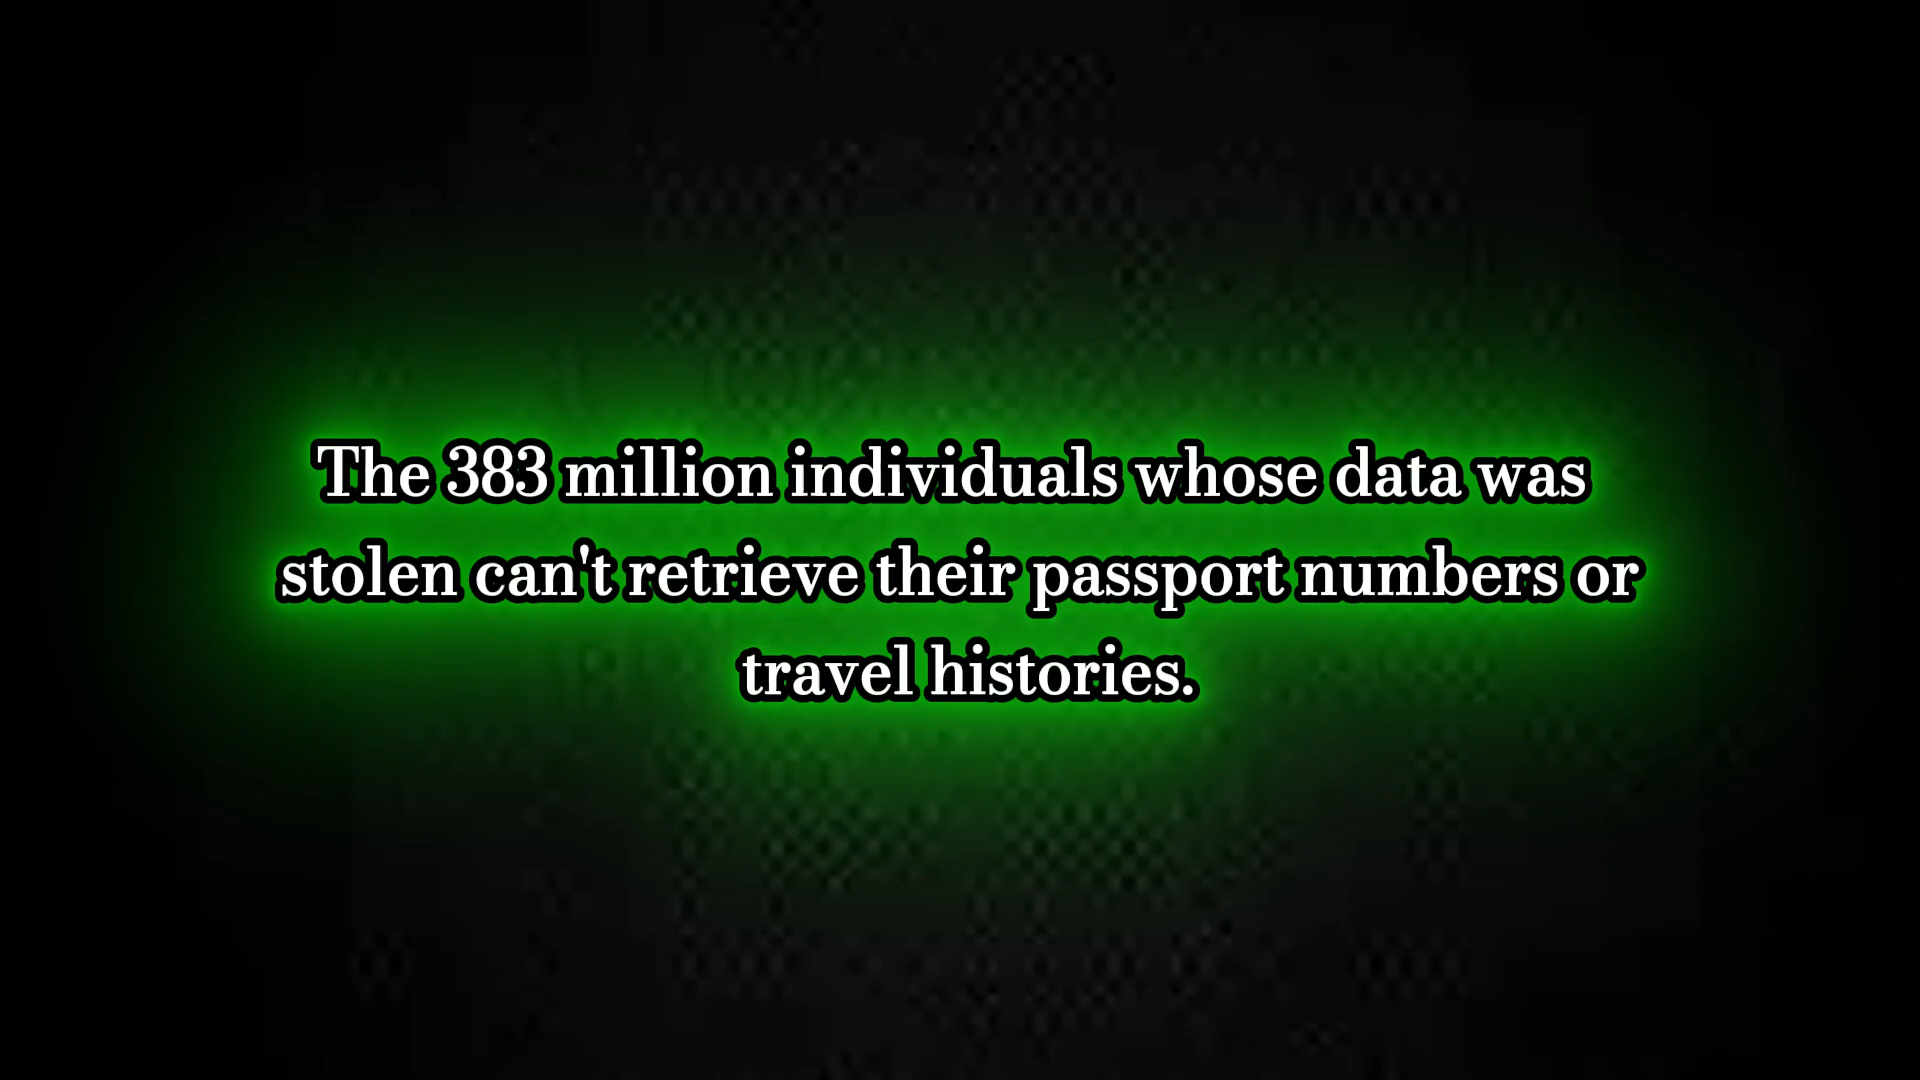 The 383 million individuals whose data was
stolen can't retrieve their passport numbers or
travel histories.